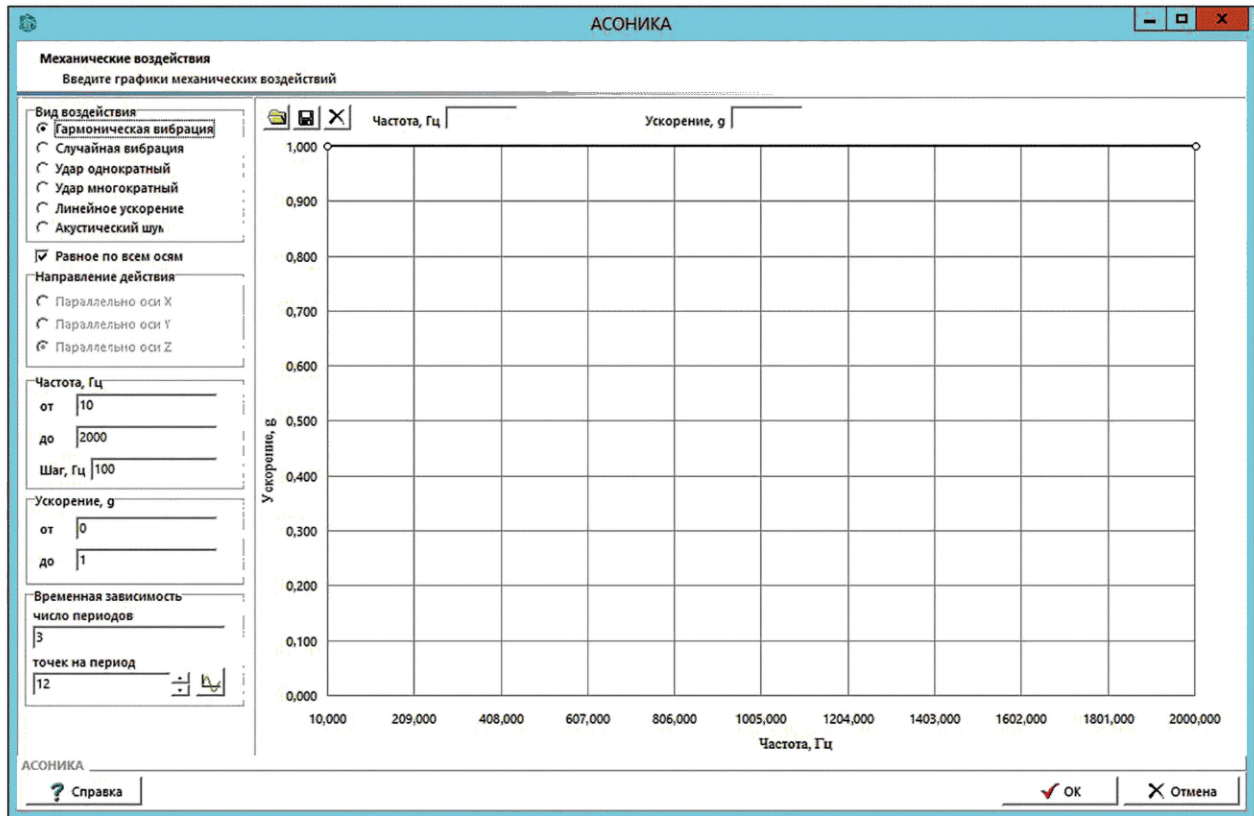 АСОНИКА
Механические воздействия
Введите графики механических воздействий
Вид воздействия
Гармоническая вибрация
Случайная вибрация
Удар однократный
Удар многократный
Линейное ускорение
Акустический шум
Равное по всем осям
Направление действия
Параллельно оси X
Параллельно оси Y
Параллельно оси Z
Частота, Гц
от 10
до 2000
Шаг, Гц 100
Ускорение, g
от 0
до 1
Временная зависимость
число периодов
3
точек на период
12
Частота, Гц Ускорение, g
1,000
0,900
0,800
0,700
0,600
0,500
0,400
0,300
0,200
0,100
0,000
Ускорение, g
10,000 209,000 408,000 607,000 806,000 1005,000 1204,000 1403,000 1602,000 1801,000 2000,000
Частота, Гц
АСОНИКА
? Справка ОК Отмена